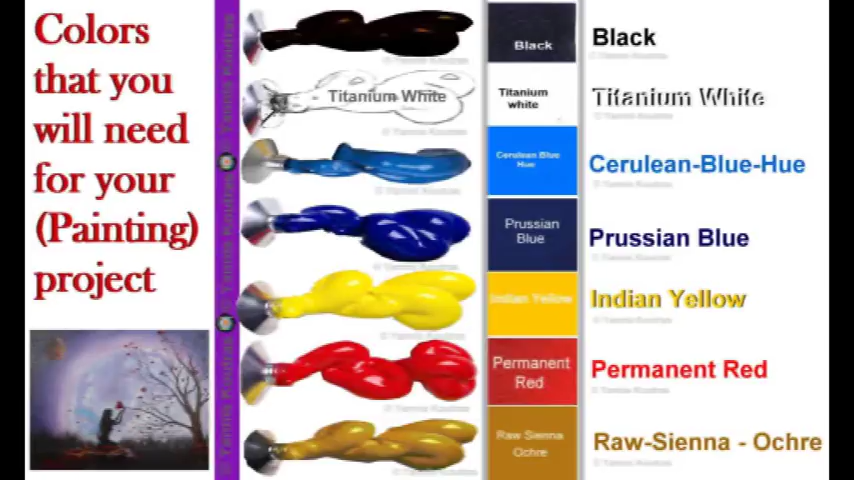 Colors
that you
will need
for your
(Painting)
project
Titanium White
Black
Titanium
white
Cerulean Blue
Hue
Prussian
Blue
Indian Yellow
Permanent
Red
Raw Sienna
Ochre
Black
Titanium White
Cerulean-Blue-Hue
Prussian Blue
Indian Yellow
Permanent Red
Raw-Sienna - Ochre